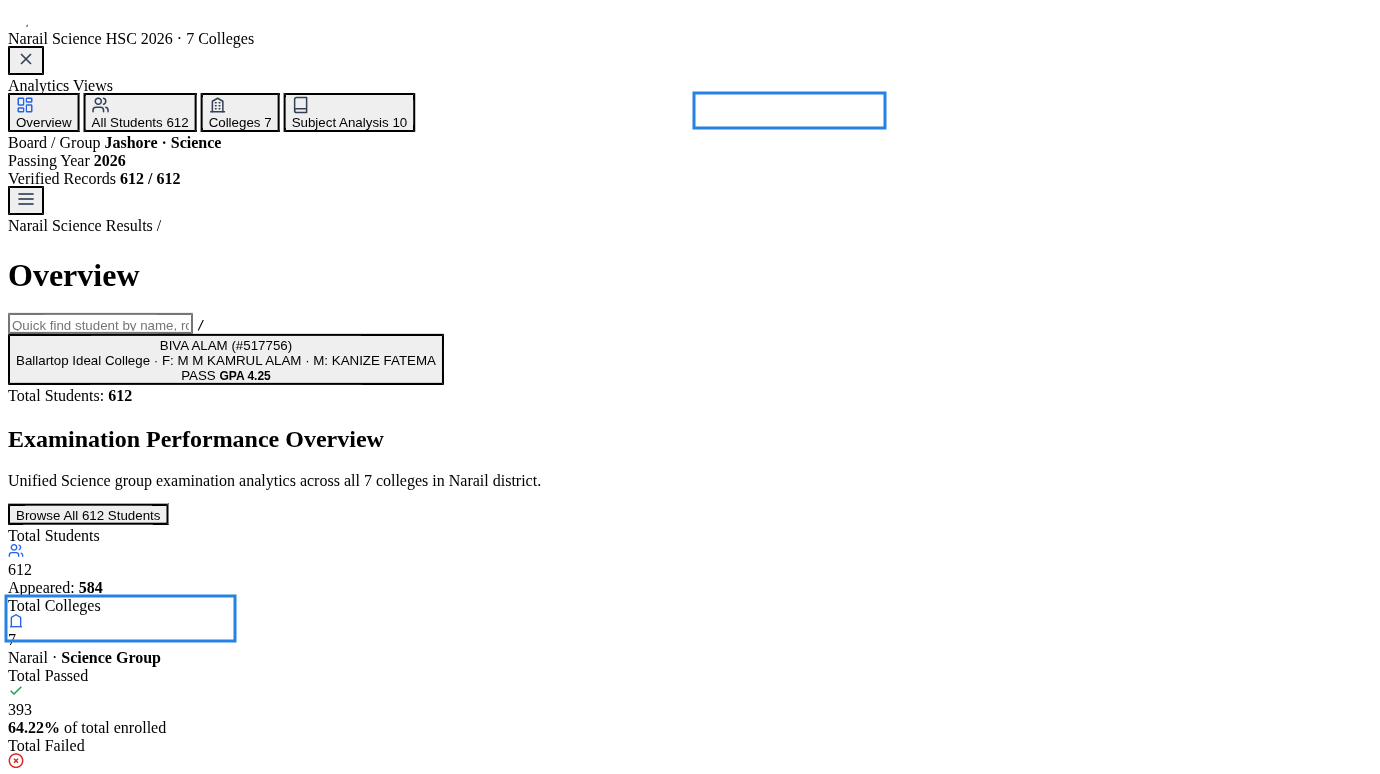 Narail Science HSC 2026 · 7 Colleges
Analytics Views
Overview
All Students 612
Colleges 7
Subject Analysis 10
Board / Group Jashore · Science
Passing Year 2026
Verified Records 612 / 612
Narail Science Results /
Overview
Quick find student by name, ro
/
BIVA ALAM (#517756)
Ballartop Ideal College · F: M M KAMRUL ALAM · M: KANIZE FATEMA
PASS GPA 4.25
Total Students: 612
Examination Performance Overview
Unified Science group examination analytics across all 7 colleges in Narail district.
Browse All 612 Students
Total Students
612
Appeared: 584
Total Colleges
7
Narail · Science Group
Total Passed
393
64.22% of total enrolled
Total Failed